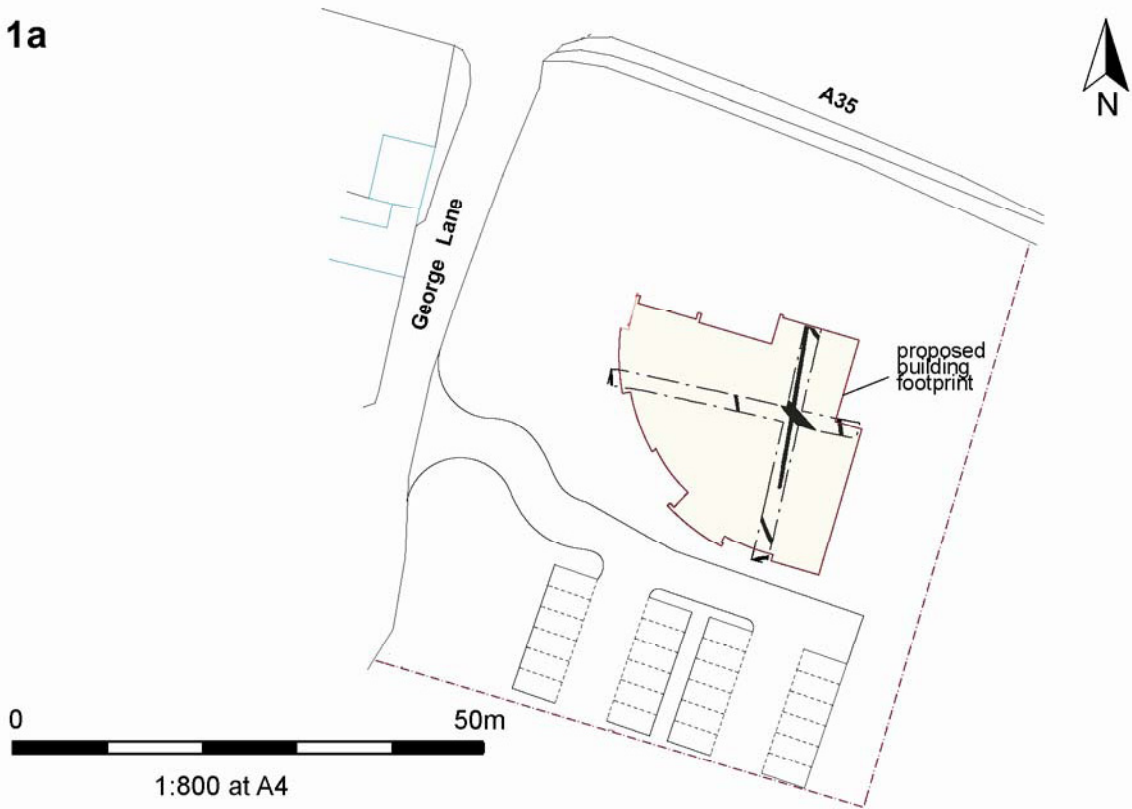 1a
A35
N
George Lane
proposed
building
footprint
0 50m
1:800 at A4